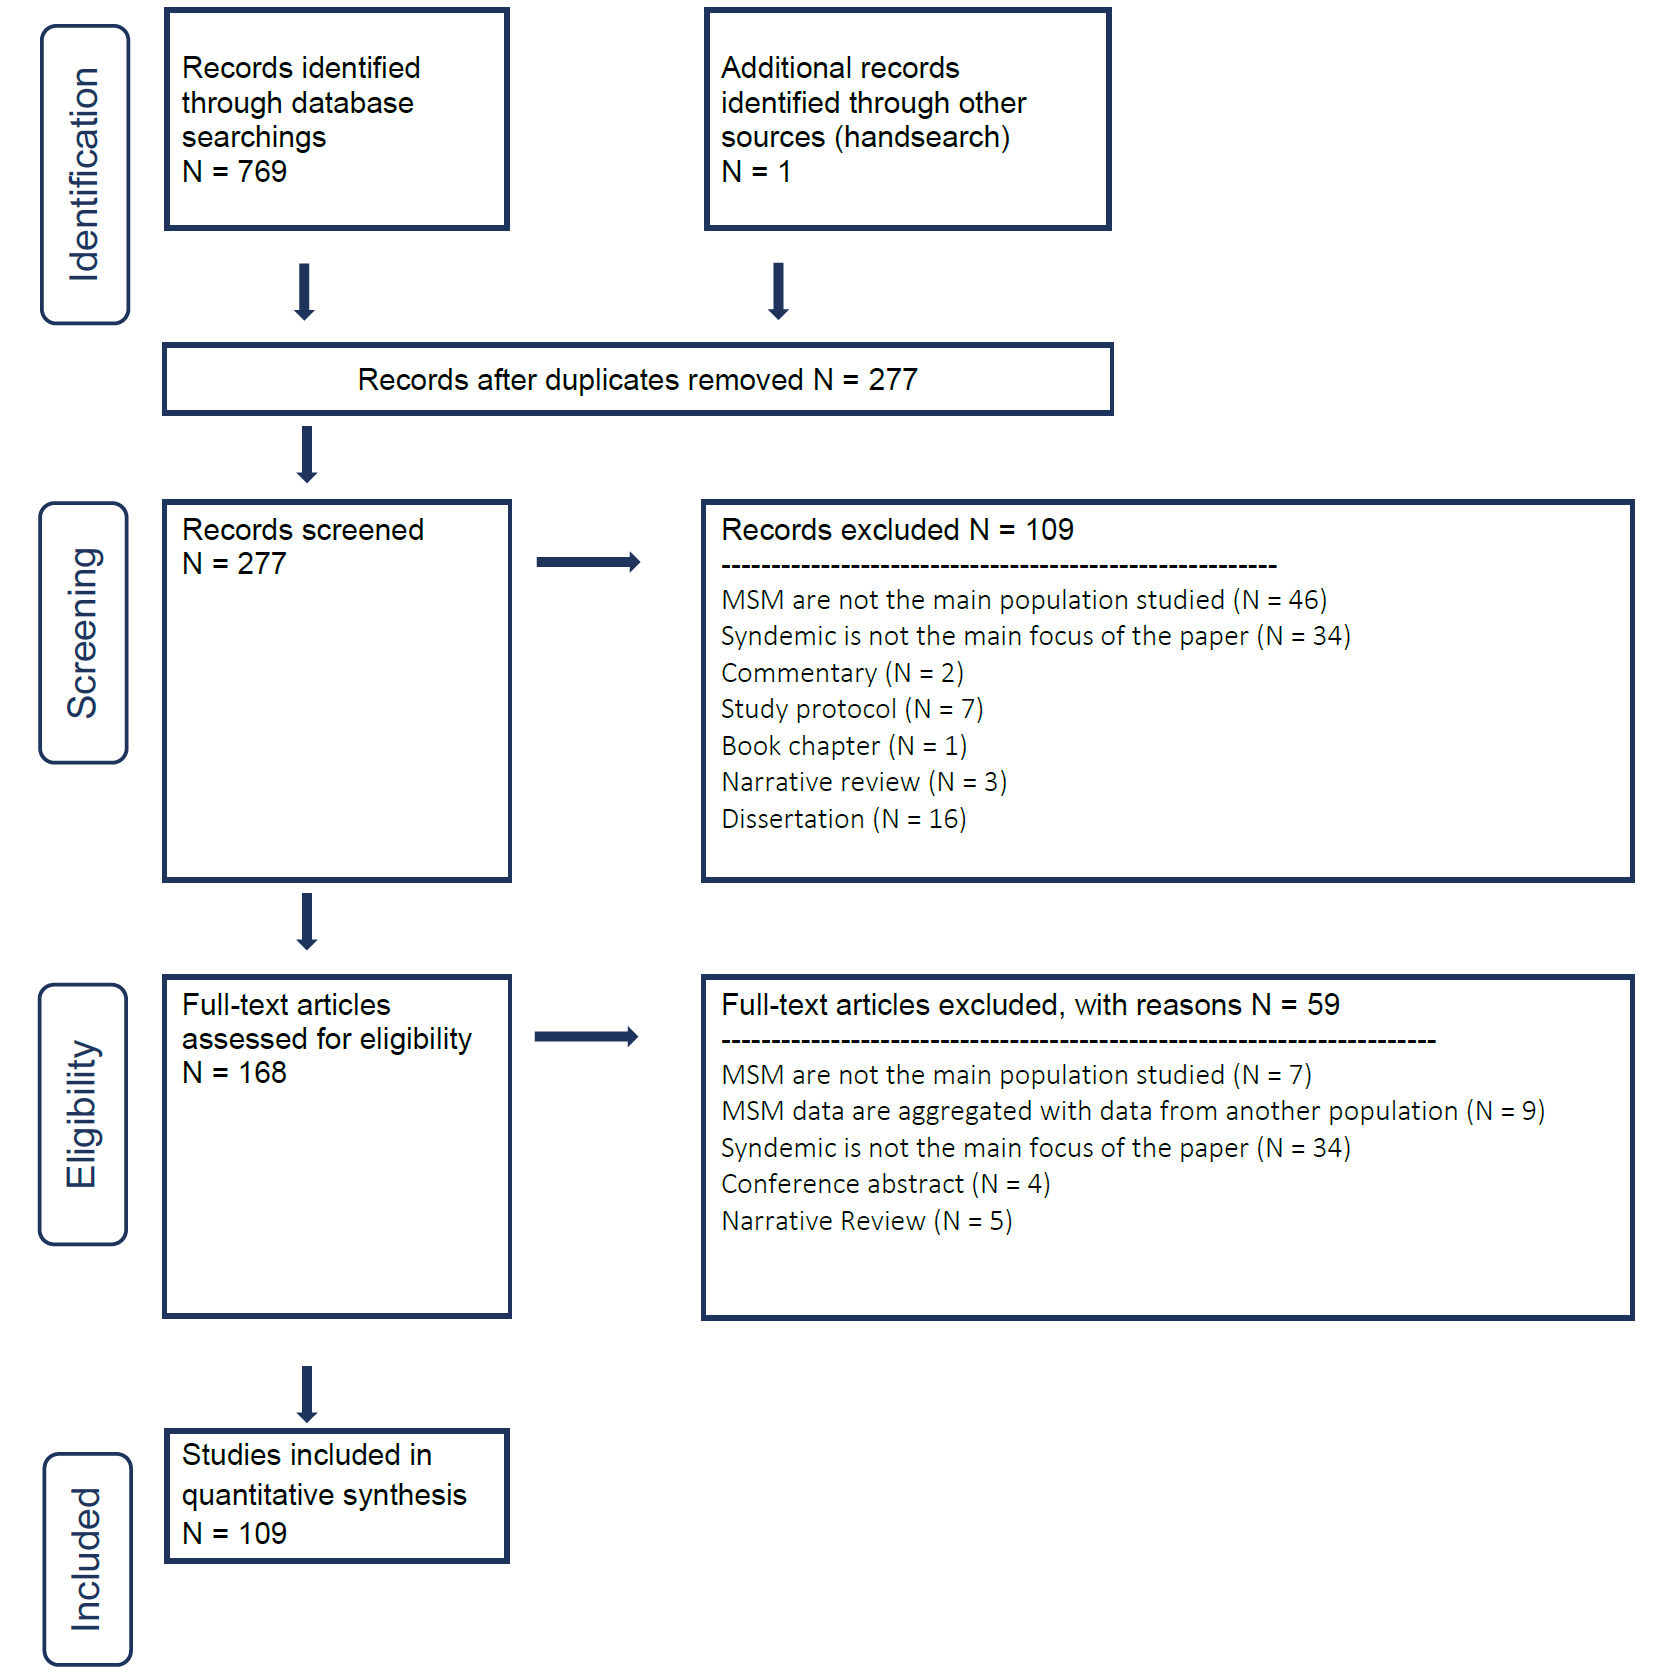 Identification
Records identified
through database
searchings
N = 769
Additional records
identified through other
sources (handsearch)
N = 1
Records after duplicates removed N = 277
Screening
Records screened
N = 277
Records excluded N = 109
--------------------------------------------------------
MSM are not the main population studied (N = 46)
Syndemic is not the main focus of the paper (N = 34)
Commentary (N = 2)
Study protocol (N = 7)
Book chapter (N = 1)
Narrative review (N = 3)
Dissertation (N = 16)
Eligibility
Full-text articles
assessed for eligibility
N = 168
Full-text articles excluded, with reasons N = 59
------------------------------------------------------------------------
MSM are not the main population studied (N = 7)
MSM data are aggregated with data from another population (N = 9)
Syndemic is not the main focus of the paper (N = 34)
Conference abstract (N = 4)
Narrative Review (N = 5)
Included
Studies included in
quantitative synthesis
N = 109